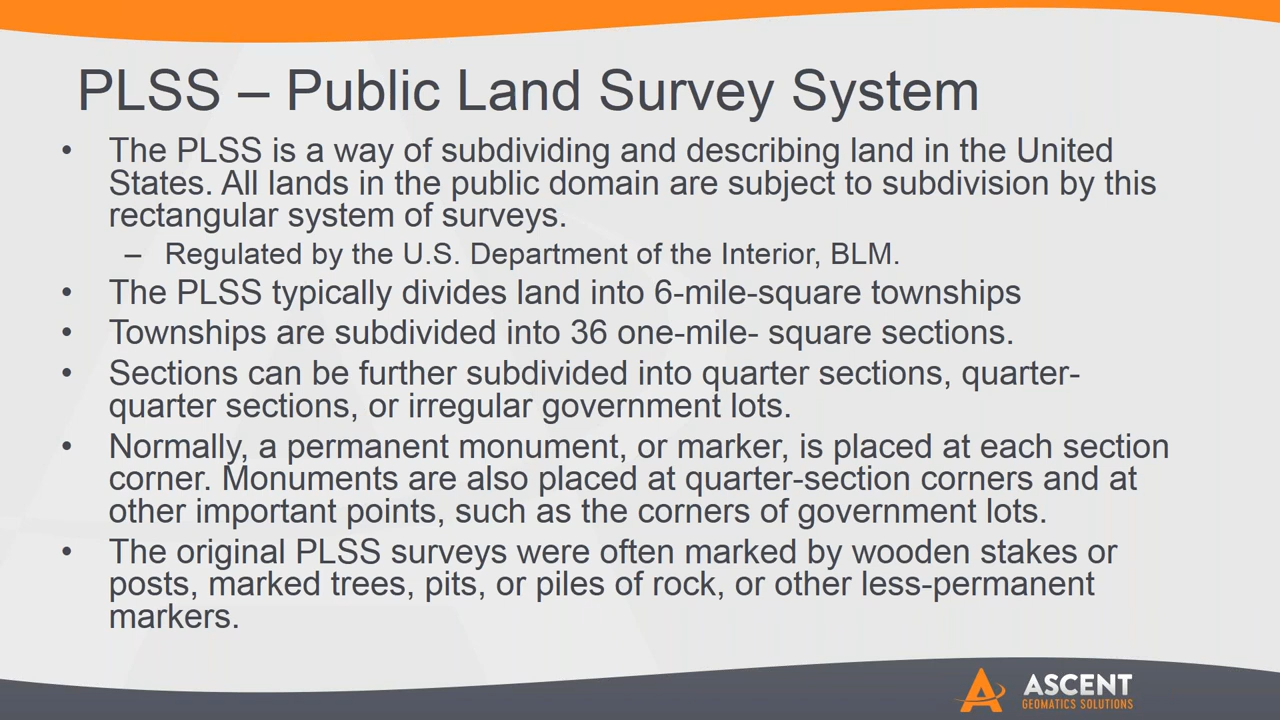 PLSS – Public Land Survey System
• The PLSS is a way of subdividing and describing land in the United
States. All lands in the public domain are subject to subdivision by this
rectangular system of surveys.
– Regulated by the U.S. Department of the Interior, BLM.
• The PLSS typically divides land into 6-mile-square townships
• Townships are subdivided into 36 one-mile- square sections.
• Sections can be further subdivided into quarter sections, quarter-
quarter sections, or irregular government lots.
• Normally, a permanent monument, or marker, is placed at each section
corner. Monuments are also placed at quarter-section corners and at
other important points, such as the corners of government lots.
• The original PLSS surveys were often marked by wooden stakes or
posts, marked trees, pits, or piles of rock, or other less-permanent
markers.
ASCENT
GEOMATICS SOLUTIONS